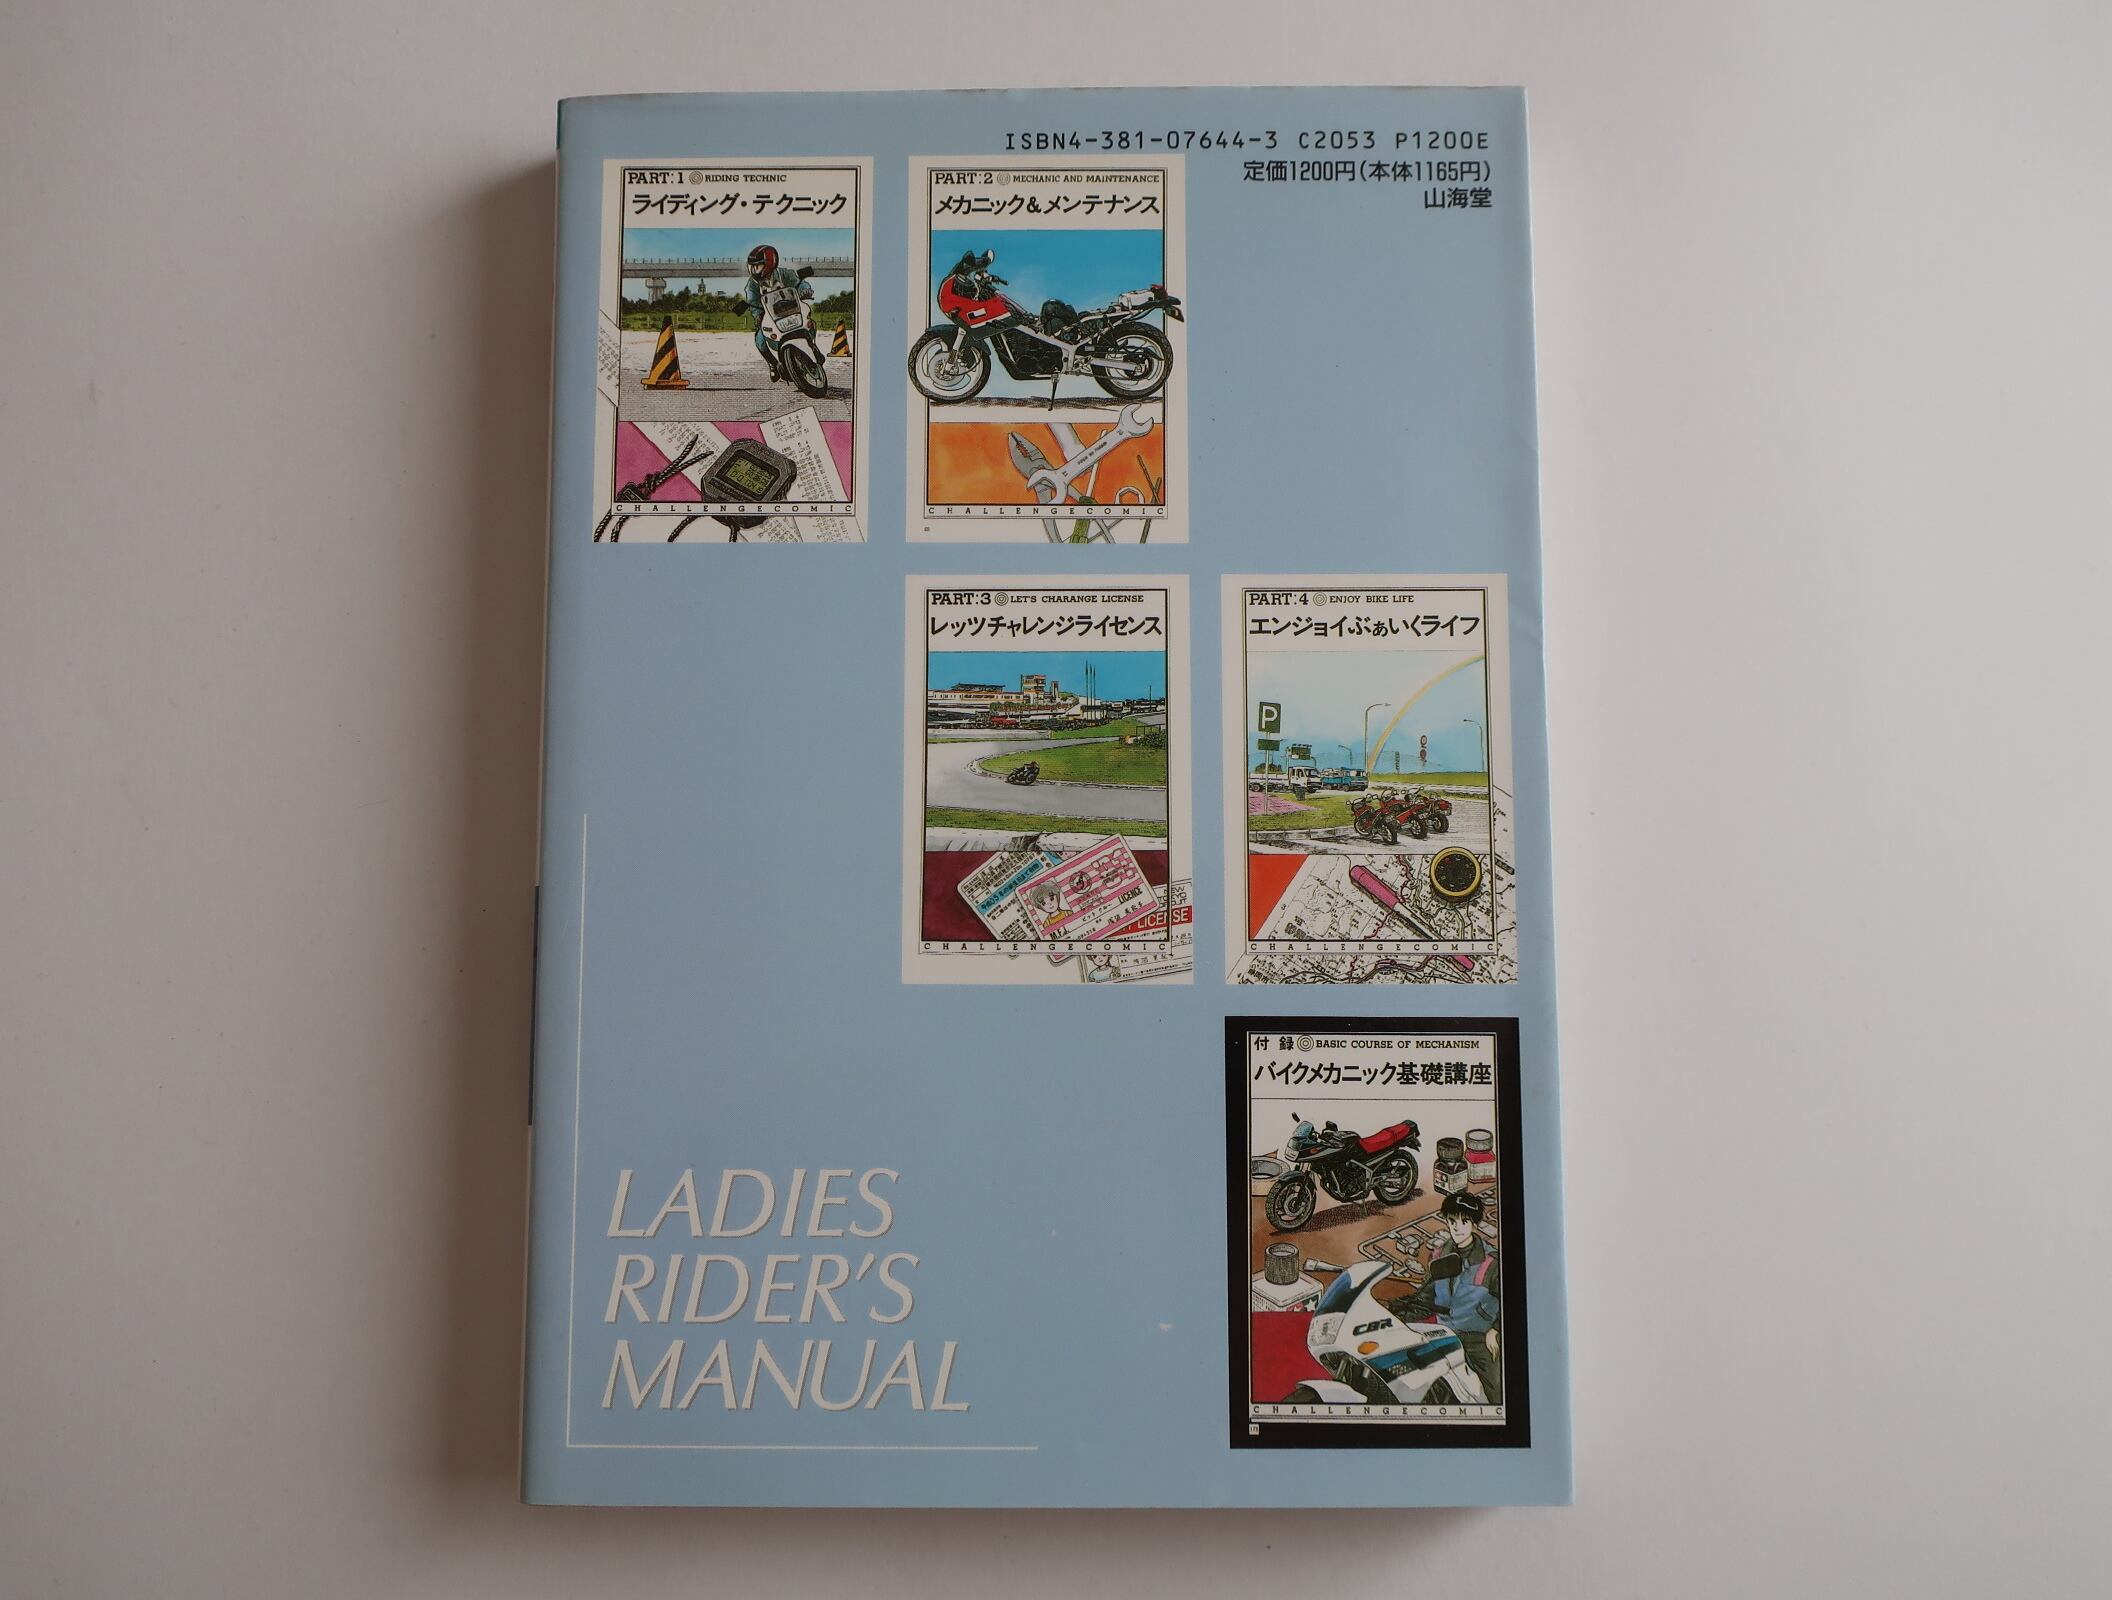 ISBN4-381-07644-3 C2053 P1200E
定価1200円(本体1165円)
山海堂
PART:1 RIDING TECHNIC
ライディング・テクニック
CBR
CHALLENGECOMIC
PART:2 MECHANIC AND MAINTENANCE
メカニック&メンテナンス
CHALLENGECOMIC
PART:3 LET'S CHARANGE LICENSE
レッツチャレンジライセンス
LICENCE
LICENSE
CHALLENGECOMIC
PART:4 ENJOY BIKE LIFE
エンジョイぶぁいくライフ
P
CHALLENGECOMIC
付録 BASIC COURSE OF MECHANISM
バイクメカニック基礎講座
CBR
CHALLENGECOMIC
LADIES
RIDER'S
MANUAL